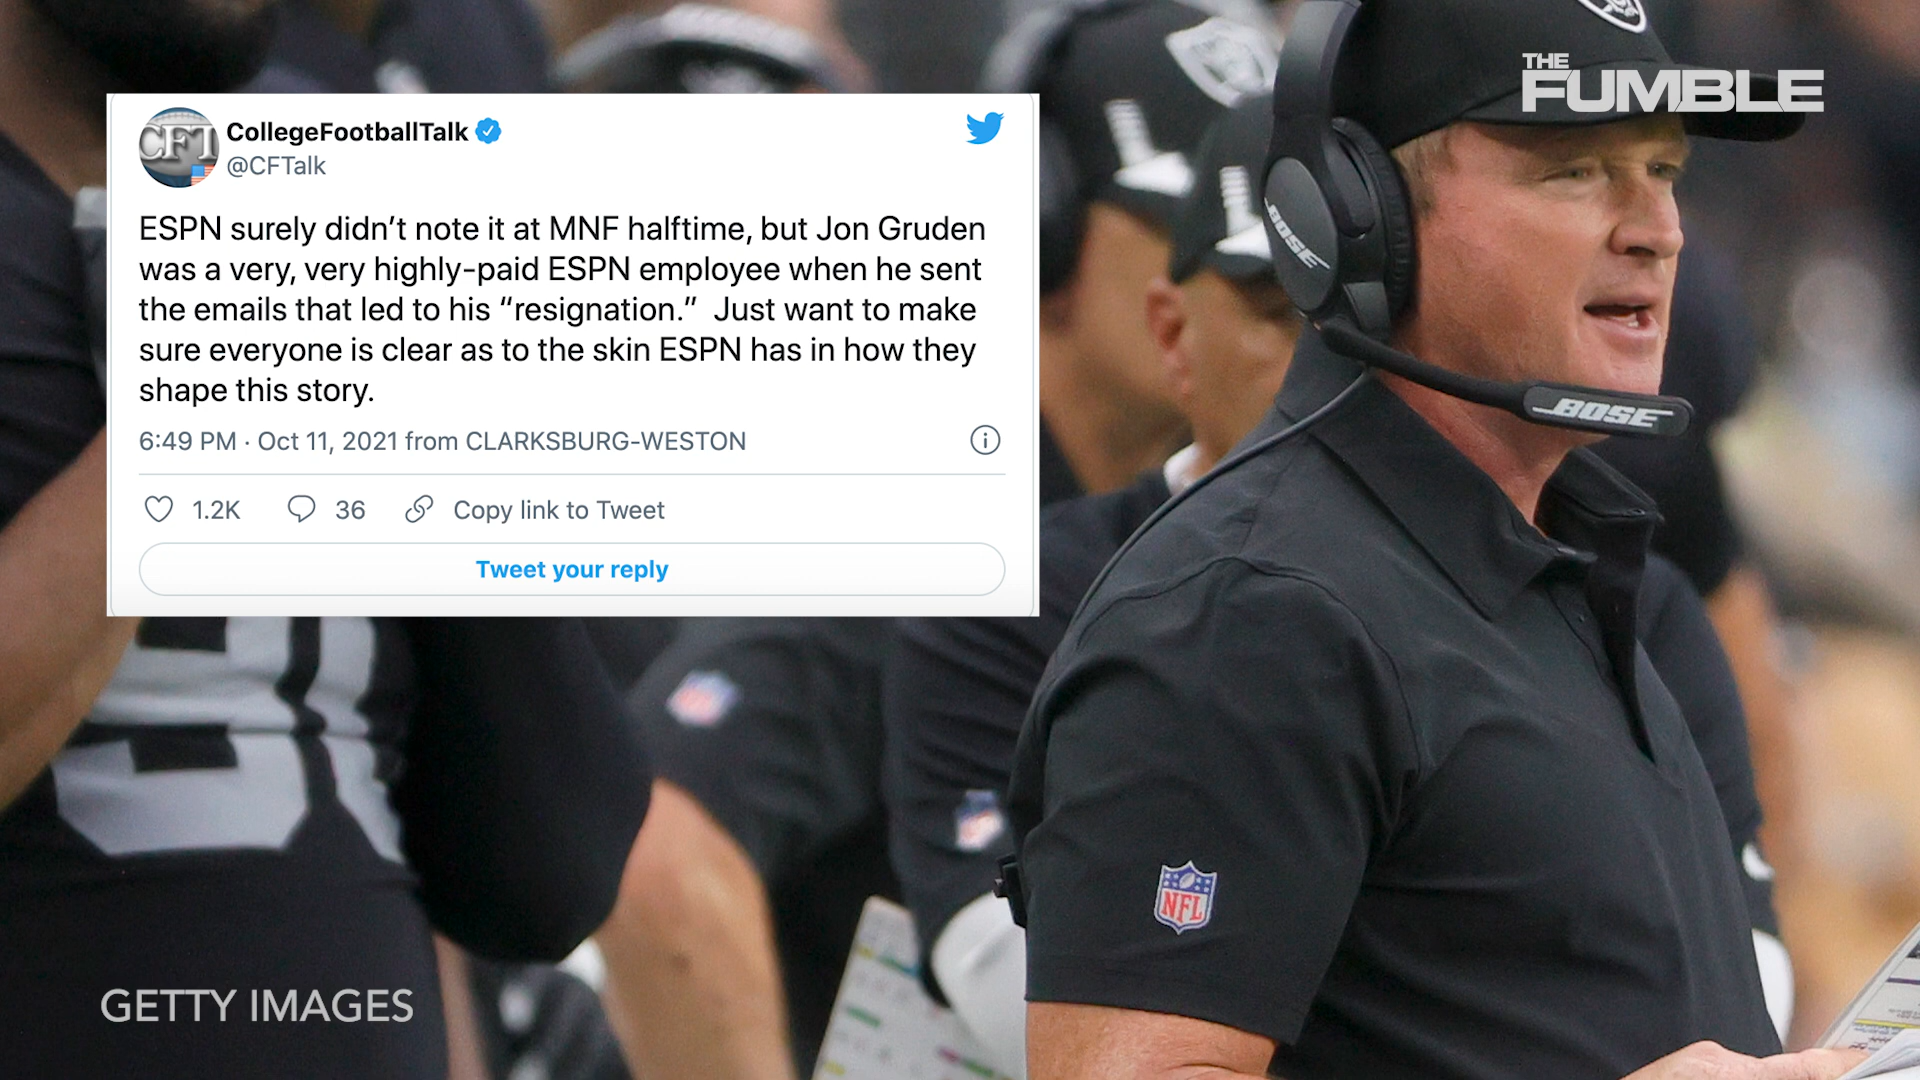 THE
FUMBLE
CFT
CollegeFootballTalk
@CFTalk
ESPN surely didn’t note it at MNF halftime, but Jon Gruden
was a very, very highly-paid ESPN employee when he sent
the emails that led to his “resignation.”  Just want to make
sure everyone is clear as to the skin ESPN has in how they
shape this story.
6:49 PM · Oct 11, 2021 from CLARKSBURG-WESTON
1.2K 36 Copy link to Tweet
Tweet your reply
BOSE
BOSE
NFL
GETTY IMAGES